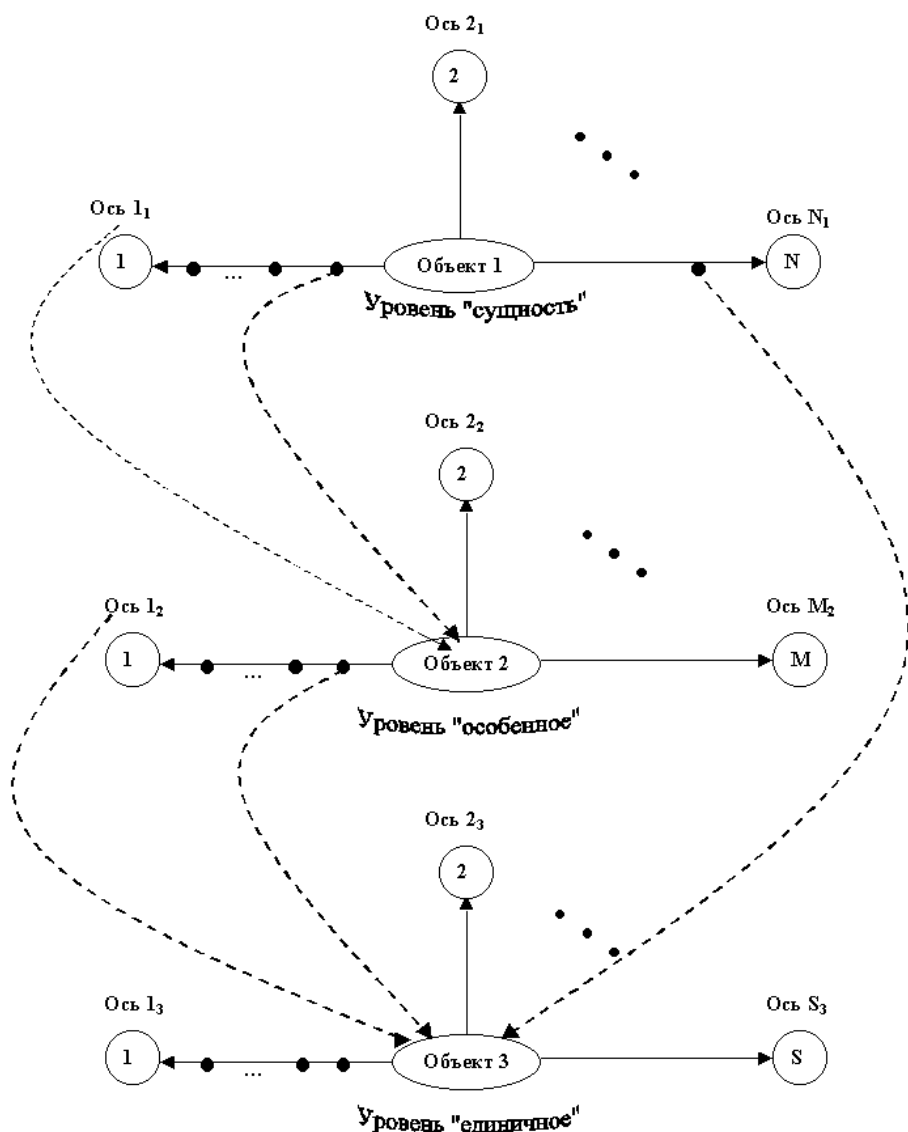 Ось 2₁
2
Ось 1₁
Ось N₁
1
...
Объект 1
N
Уровень "сущность"
Ось 2₂
2
Ось 1₂
Ось M₂
1
...
Объект 2
M
Уровень "особенное"
Ось 2₃
2
Ось 1₃
Ось S₃
1
...
Объект 3
S
Уровень "единичное"